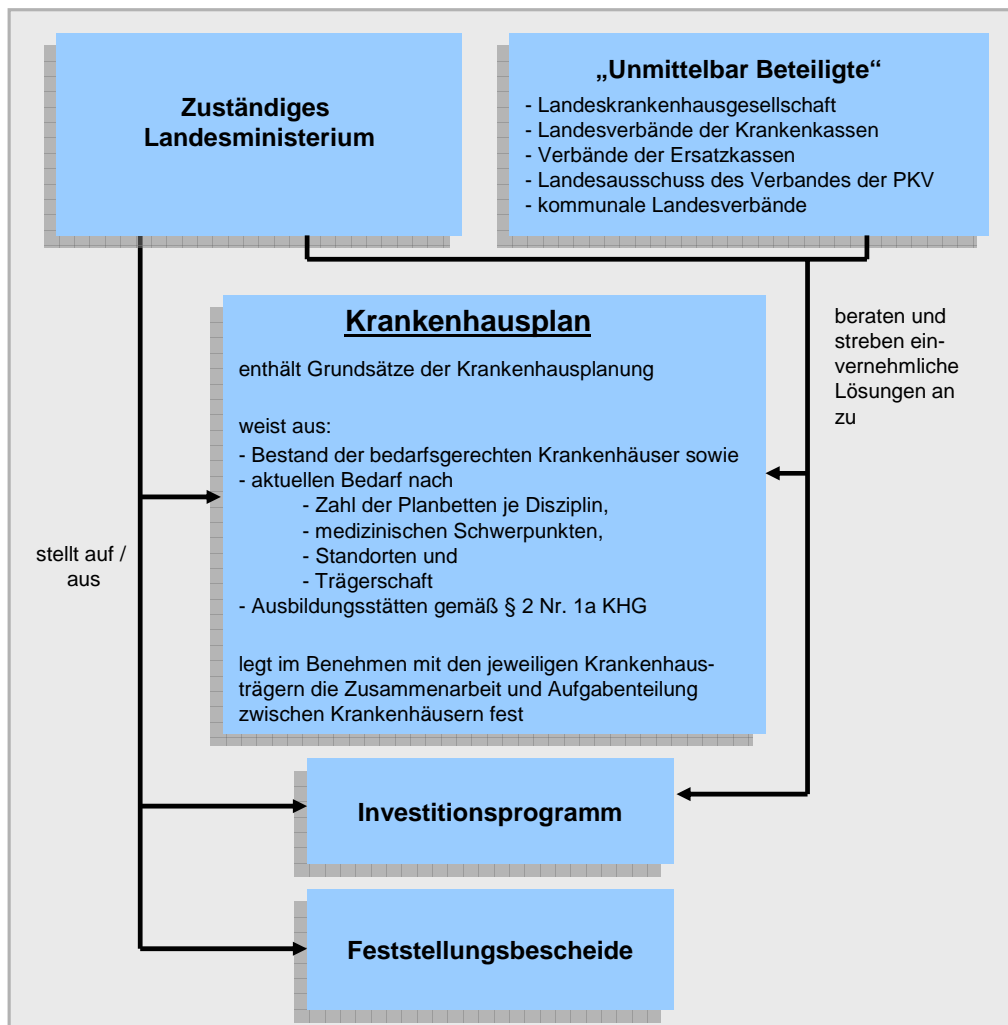 Zuständiges
Landesministerium
„Unmittelbar Beteiligte“
- Landeskrankenhausgesellschaft
- Landesverbände der Krankenkassen
- Verbände der Ersatzkassen
- Landesausschuss des Verbandes der PKV
- kommunale Landesverbände
beraten und
streben ein-
vernehmliche
Lösungen an
zu
Krankenhausplan
enthält Grundsätze der Krankenhausplanung
weist aus:
- Bestand der bedarfsgerechten Krankenhäuser sowie
- aktuellen Bedarf nach
- Zahl der Planbetten je Disziplin,
- medizinischen Schwerpunkten,
- Standorten und
- Trägerschaft
- Ausbildungsstätten gemäß § 2 Nr. 1a KHG
legt im Benehmen mit den jeweiligen Krankenhaus-
trägern die Zusammenarbeit und Aufgabenteilung
zwischen Krankenhäusern fest
stellt auf /
aus
Investitionsprogramm
Feststellungsbescheide